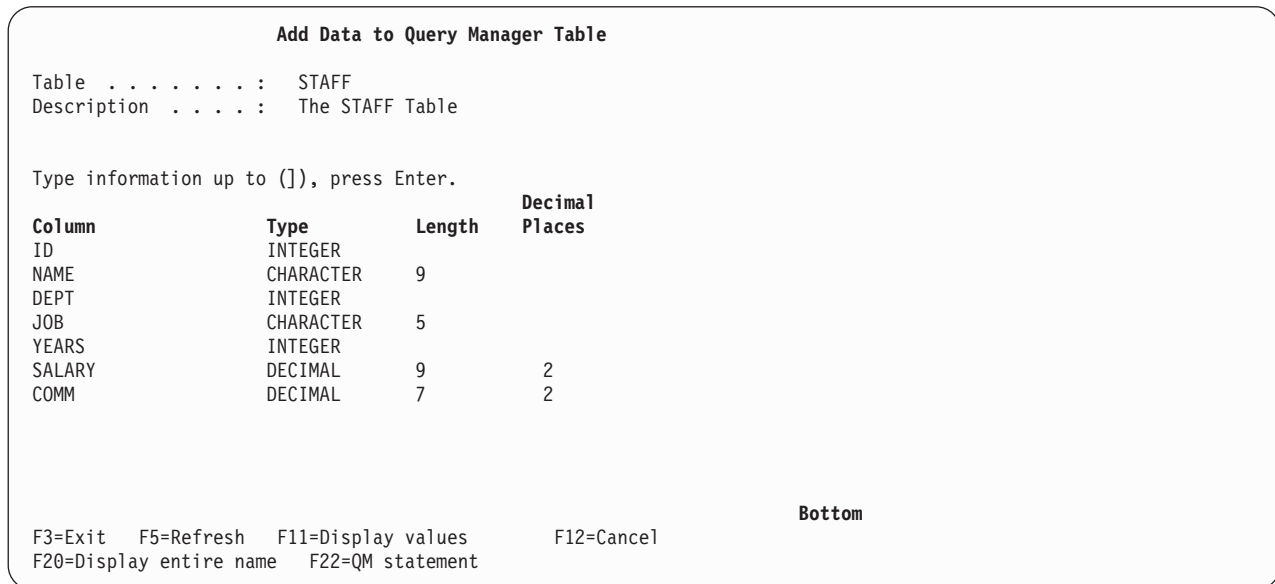 Add Data to Query Manager Table
Table . . . . . . . :   STAFF
Description . . . . :   The STAFF Table
Type information up to (]), press Enter.
Decimal
Column   Type   Length   Places
ID   INTEGER
NAME   CHARACTER   9
DEPT   INTEGER
JOB   CHARACTER   5
YEARS   INTEGER
SALARY   DECIMAL   9   2
COMM   DECIMAL   7   2
Bottom
F3=Exit   F5=Refresh   F11=Display values   F12=Cancel
F20=Display entire name   F22=QM statement